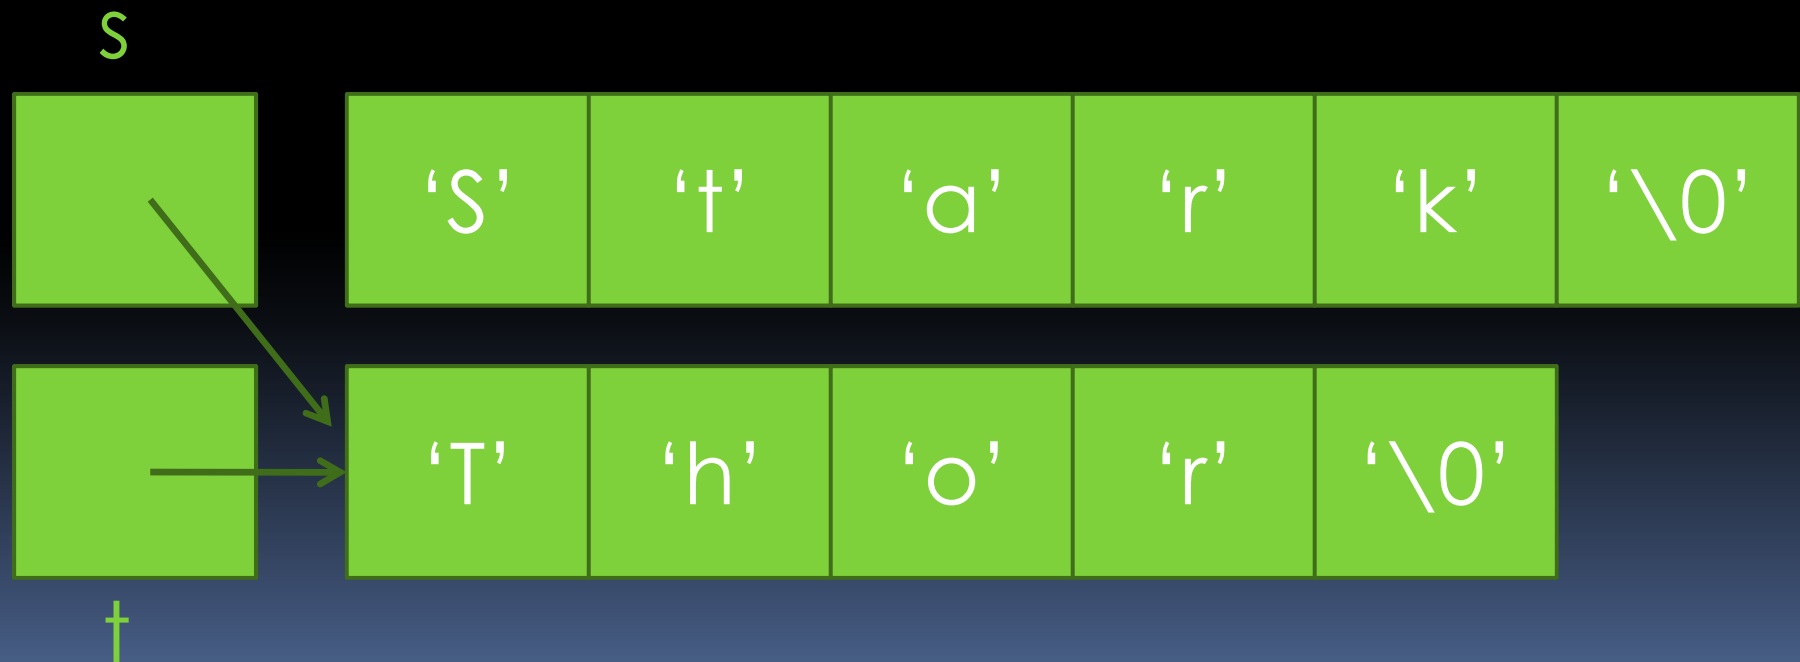 s
‘S’ ‘t’ ‘a’ ‘r’ ‘k’ ‘\0’
‘T’ ‘h’ ‘o’ ‘r’ ‘\0’
t